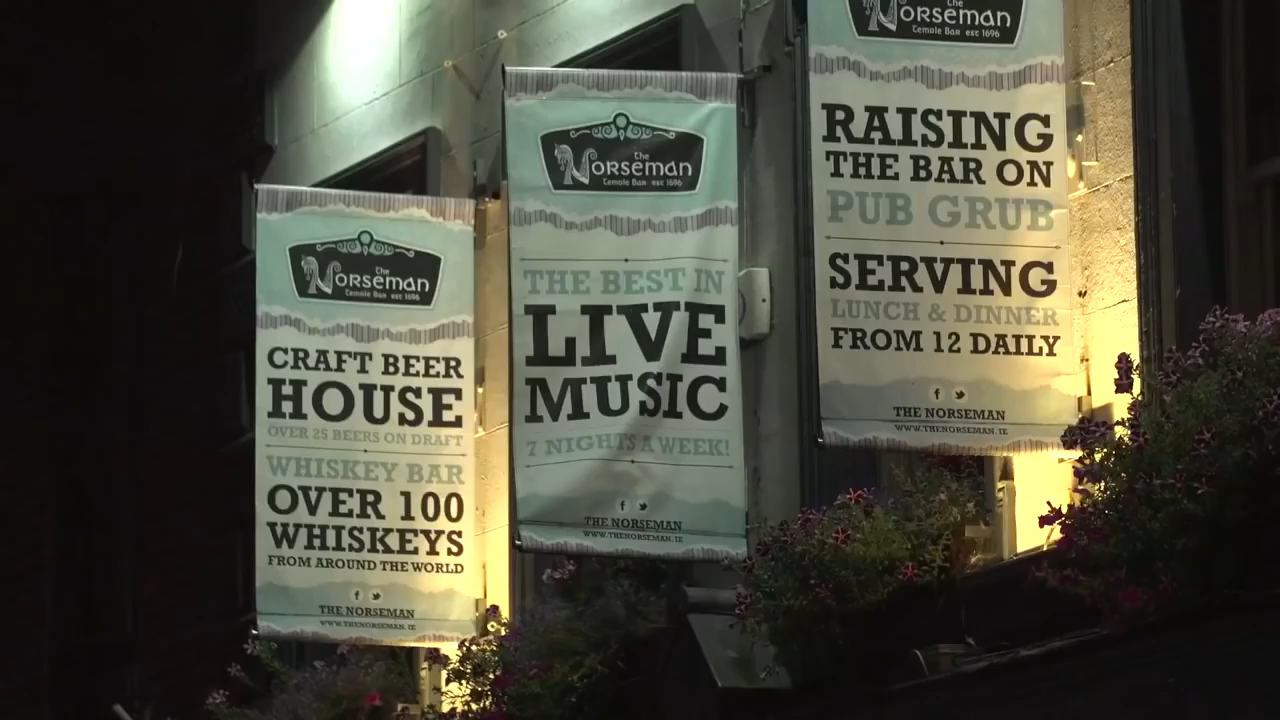 The
NORSEMAN
Temple Bar est 1696
CRAFT BEER
HOUSE
OVER 25 BEERS ON DRAFT
WHISKEY BAR
OVER 100
WHISKEYS
FROM AROUND THE WORLD
THE NORSEMAN
WWW.THENORSEMAN.IE
The
NORSEMAN
Temple Bar est 1696
THE BEST IN
LIVE
MUSIC
7 NIGHTS A WEEK!
THE NORSEMAN
WWW.THENORSEMAN.IE
The
NORSEMAN
Temple Bar est 1696
RAISING
THE BAR ON
PUB GRUB
SERVING
LUNCH & DINNER
FROM 12 DAILY
THE NORSEMAN
WWW.THENORSEMAN.IE